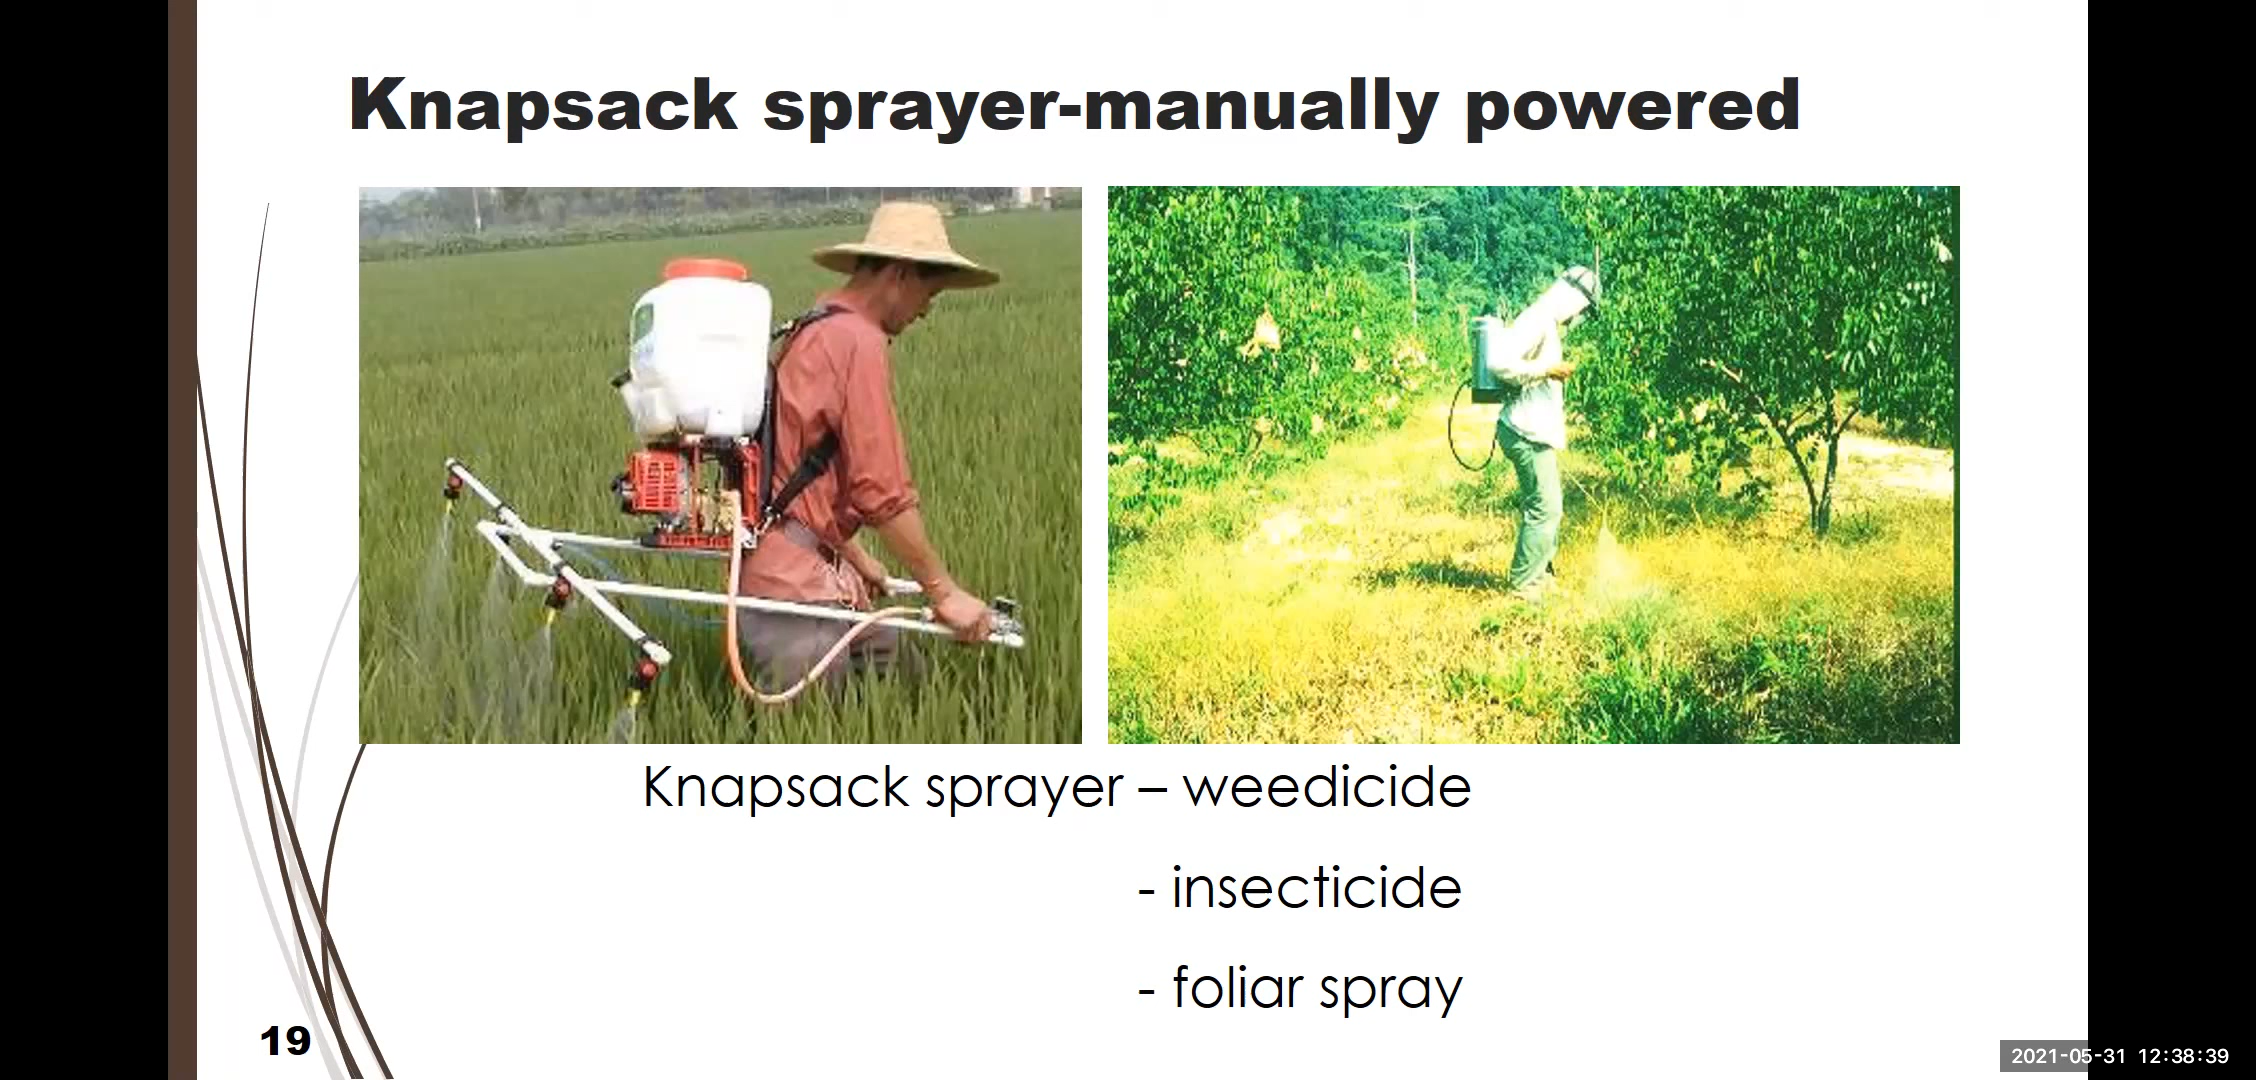 Knapsack sprayer-manually powered
Knapsack sprayer – weedicide
- insecticide
- foliar spray
19
2021-05-31 12:38:39